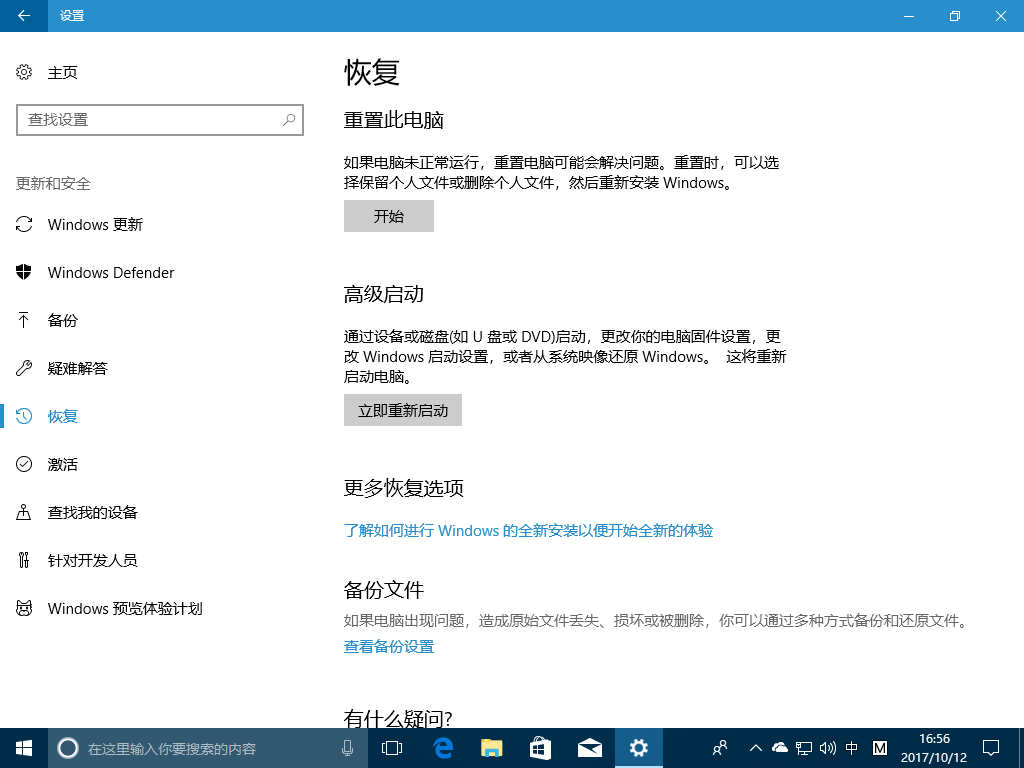 设置
主页
查找设置
更新和安全
Windows 更新
Windows Defender
备份
疑难解答
恢复
激活
查找我的设备
针对开发人员
Windows 预览体验计划
恢复
重置此电脑
如果电脑未正常运行，重置电脑可能会解决问题。重置时，可以选
择保留个人文件或删除个人文件，然后重新安装 Windows。
开始
高级启动
通过设备或磁盘(如 U 盘或 DVD)启动，更改你的电脑固件设置，更
改 Windows 启动设置，或者从系统映像还原 Windows。 这将重新
启动电脑。
立即重新启动
更多恢复选项
了解如何进行 Windows 的全新安装以便开始全新的体验
备份文件
如果电脑出现问题，造成原始文件丢失、损坏或被删除，你可以通过多种方式备份和还原文件。
查看备份设置
有什么疑问?
在这里输入你要搜索的内容
中
M
16:56
2017/10/12